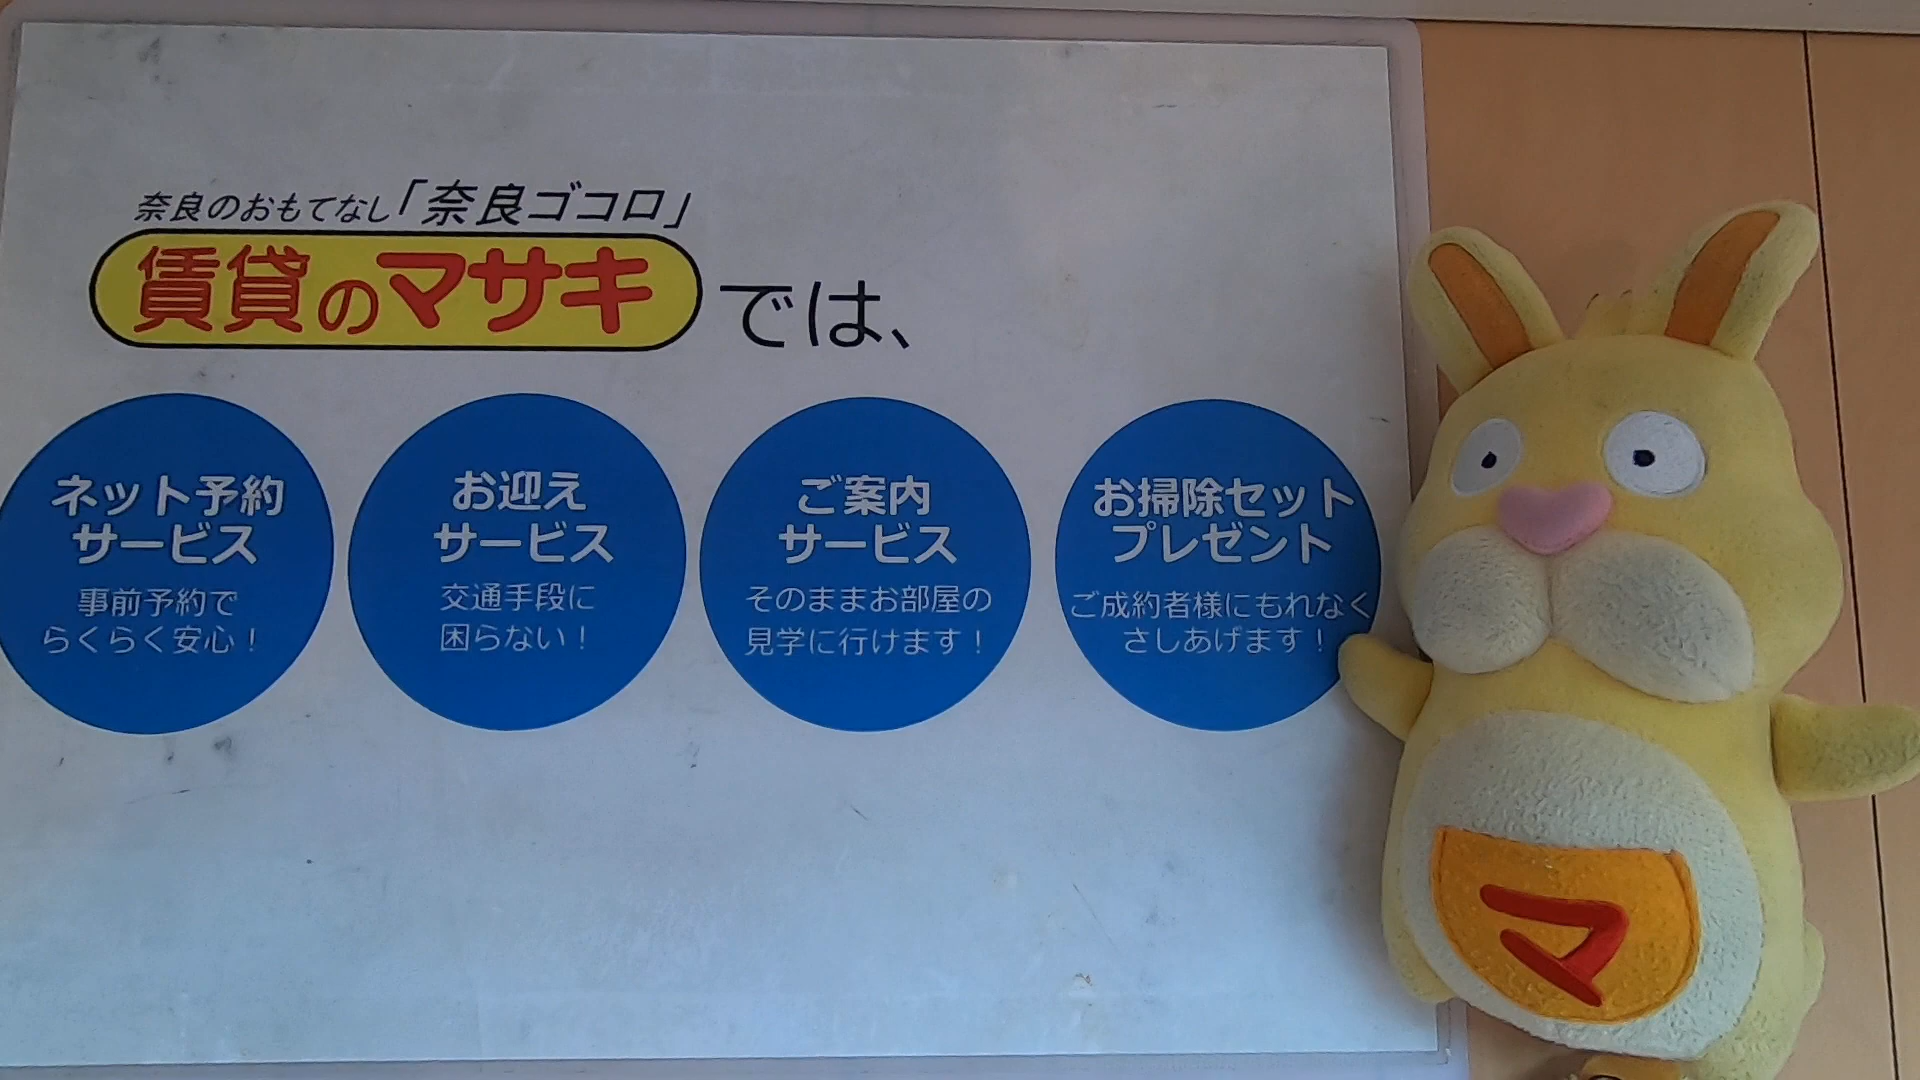 奈良のおもてなし「奈良ゴコロ」
賃貸のマサキでは、
ネット予約
サービス
事前予約で
らくらく安心！
お迎え
サービス
交通手段に
困らない！
ご案内
サービス
そのままお部屋の
見学に行けます！
お掃除セット
プレゼント
ご成約者様にもれなく
さしあげます！
マ